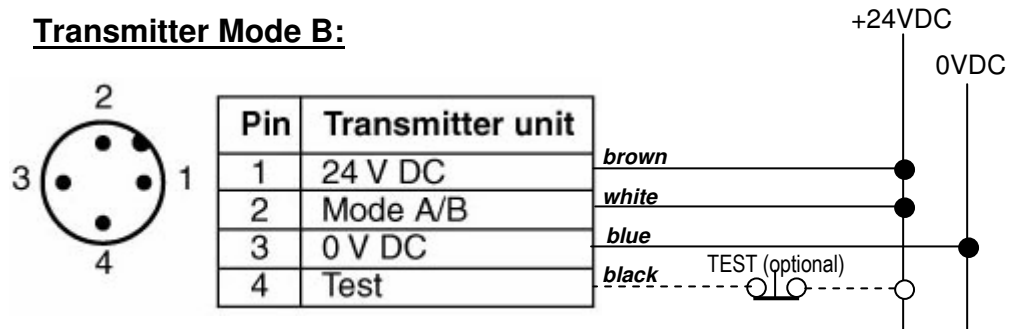 Transmitter Mode B:
+24VDC
0VDC
2
3
1
4
Pin Transmitter unit
1 24 V DC
2 Mode A/B
3 0 V DC
4 Test
brown
white
blue
black
TEST (optional)